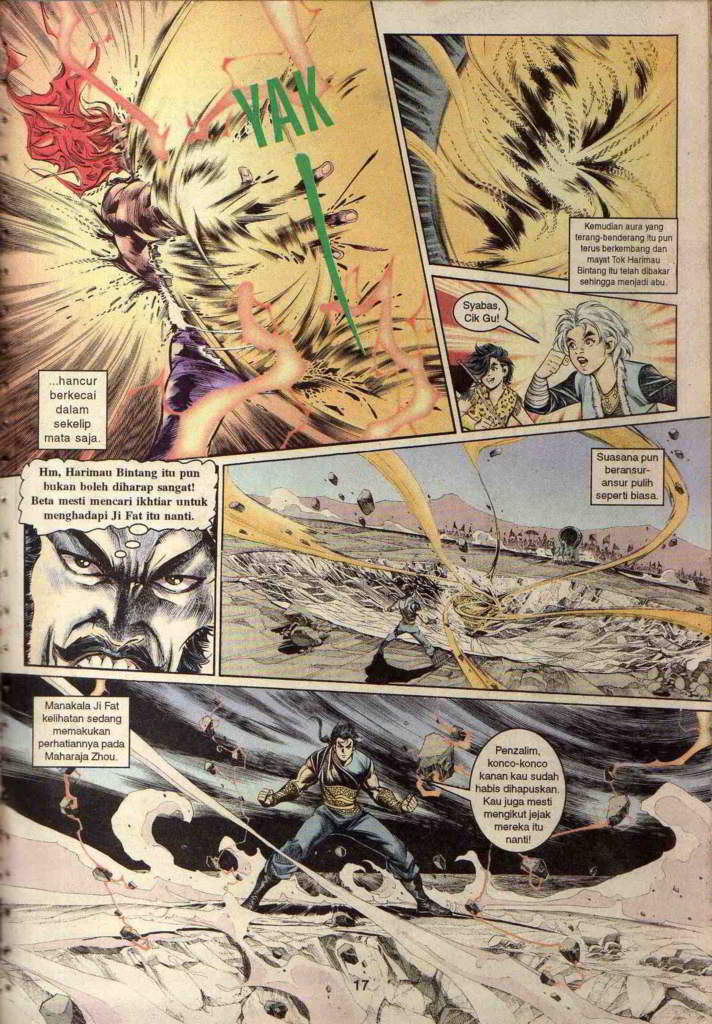 YAK
...hancur
berkecai
dalam
sekelip
mata saja.
Kemudian aura yang
terang-benderang itu pun
terus berkembang dan
mayat Tok Harimau
Bintang itu telah dibakar
sehingga menjadi abu.
Syabas,
Cik Gu!
Hm, Harimau Bintang itu pun
bukan boleh diharap sangat!
Beta mesti mencari ikhtiar untuk
menghadapi Ji Fat itu nanti.
Suasana pun
beransur-
ansur pulih
seperti biasa.
Manakala Ji Fat
kelihatan sedang
memakukan
perhatiannya pada
Maharaja Zhou.
Penzalim,
konco-konco
kanan kau sudah
habis dihapuskan.
Kau juga mesti
mengikut jejak
mereka itu
nanti!
17